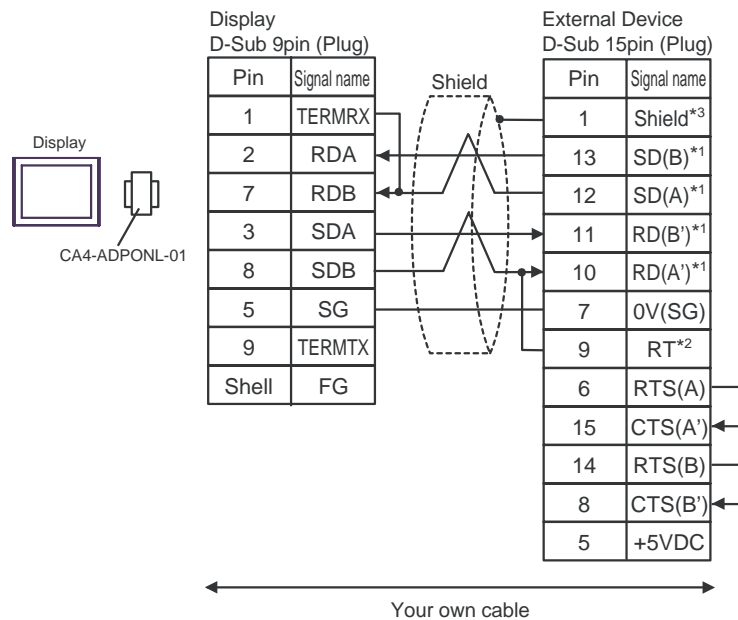 Display
D-Sub 9pin (Plug)
External Device
D-Sub 15pin (Plug)
Shield
Display
CA4-ADPONL-01
Pin Signal name
1 TERMRX
2 RDA
7 RDB
3 SDA
8 SDB
5 SG
9 TERMTX
Shell FG
Pin Signal name
1 Shield*3
13 SD(B)*1
12 SD(A)*1
11 RD(B')*1
10 RD(A')*1
7 0V(SG)
9 RT*2
6 RTS(A)
15 CTS(A')
14 RTS(B)
8 CTS(B')
5 +5VDC
Your own cable